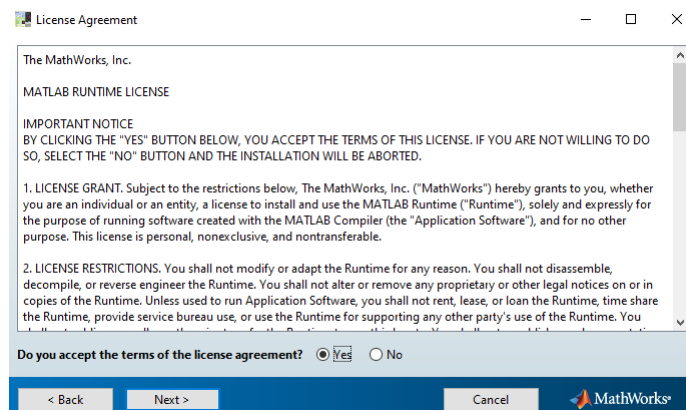 License Agreement
The MathWorks, Inc.
MATLAB RUNTIME LICENSE
IMPORTANT NOTICE
BY CLICKING THE "YES" BUTTON BELOW, YOU ACCEPT THE TERMS OF THIS LICENSE. IF YOU ARE NOT WILLING TO DO
SO, SELECT THE "NO" BUTTON AND THE INSTALLATION WILL BE ABORTED.
1. LICENSE GRANT. Subject to the restrictions below, The MathWorks, Inc. ("MathWorks") hereby grants to you, whether
you are an individual or an entity, a license to install and use the MATLAB Runtime ("Runtime"), solely and expressly for
the purpose of running software created with the MATLAB Compiler (the "Application Software"), and for no other
purpose. This license is personal, nonexclusive, and nontransferable.
2. LICENSE RESTRICTIONS. You shall not modify or adapt the Runtime for any reason. You shall not disassemble,
decompile, or reverse engineer the Runtime. You shall not alter or remove any proprietary or other legal notices on or in
copies of the Runtime. Unless used to run Application Software, you shall not rent, lease, or loan the Runtime, time share
the Runtime, provide service bureau use, or use the Runtime for supporting any other party's use of the Runtime. You
Do you accept the terms of the license agreement? Yes No
< Back Next > Cancel MathWorks®